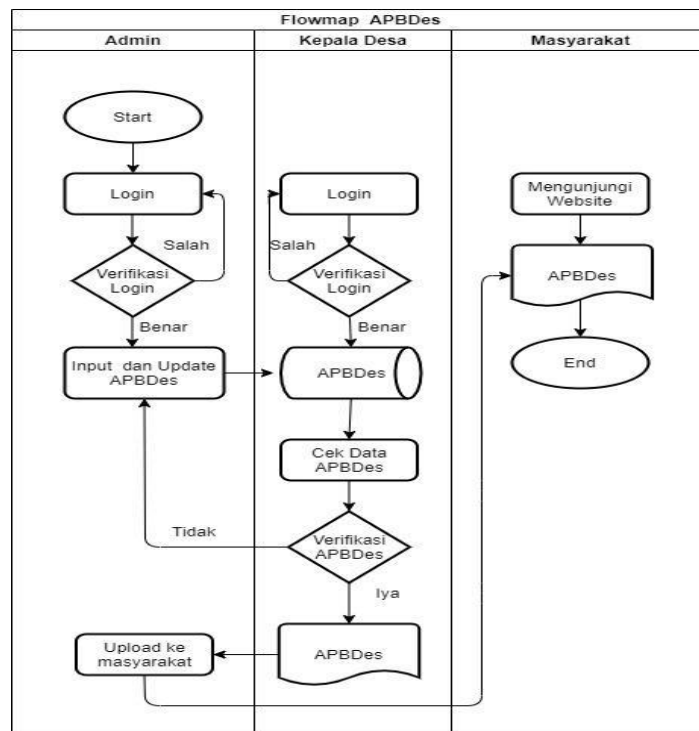 Flowmap APBDes
Admin
Kepala Desa
Masyarakat
Start
Login
Salah
Verifikasi
Login
Benar
Input dan Update
APBDes
Login
Salah
Verifikasi
Login
Benar
APBDes
Cek Data
APBDes
Verifikasi
APBDes
Tidak
Iya
APBDes
Upload ke
masyarakat
Mengunjungi
Website
APBDes
End